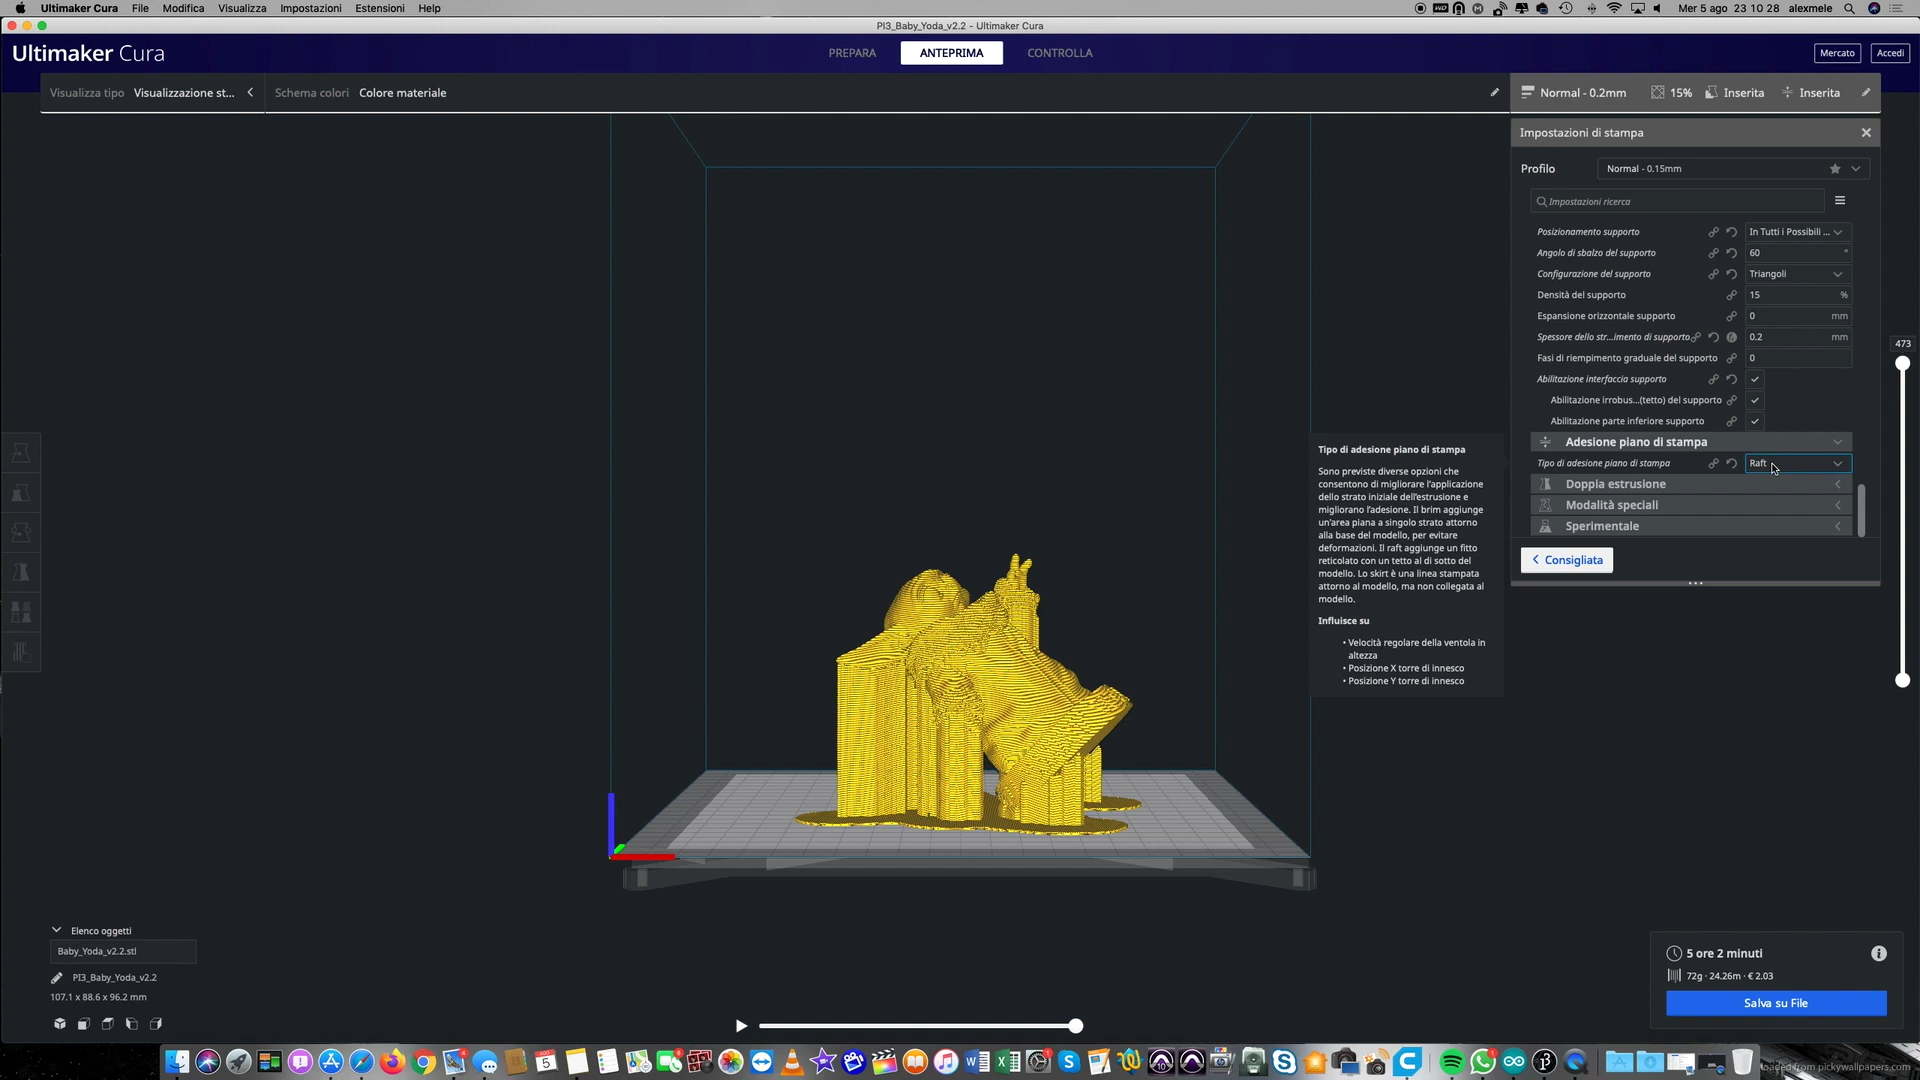 Ultimaker Cura File Modifica Visualizza Impostazioni Estensioni Help
Mer 5 ago 23 10 28 alexmele
PI3_Baby_Yoda_v2.2 - Ultimaker Cura
Ultimaker Cura
PREPARA ANTEPRIMA CONTROLLA
Mercato Accedi
Visualizza tipo Visualizzazione st... Schema colori Colore materiale
Normal - 0.2mm 15% Inserita Inserita
Impostazioni di stampa
Profilo Normal - 0.15mm
Impostazioni ricerca
Posizionamento supporto In Tutti i Possibili ...
Angolo di sbalzo del supporto 60 °
Configurazione del supporto Triangoli
Densità del supporto 15 %
Espansione orizzontale supporto 0 mm
Spessore dello str...imento di supporto 0.2 mm
Fasi di riempimento graduale del supporto 0
Abilitazione interfaccia supporto
Abilitazione irrobus...(tetto) del supporto
Abilitazione parte inferiore supporto
Adesione piano di stampa
Tipo di adesione piano di stampa Raft
Doppia estrusione
Modalità speciali
Sperimentale
Consigliata
473
Tipo di adesione piano di stampa
Sono previste diverse opzioni che
consentono di migliorare l'applicazione
dello strato iniziale dell'estrusione e
migliorano l'adesione. Il brim aggiunge
un'area piana a singolo strato attorno
alla base del modello, per evitare
deformazioni. Il raft aggiunge un fitto
reticolato con un tetto al di sotto del
modello. Lo skirt è una linea stampata
attorno al modello, ma non collegata al
modello.
Influisce su
• Velocità regolare della ventola in
altezza
• Posizione X torre di innesco
• Posizione Y torre di innesco
Elenco oggetti
Baby_Yoda_v2.2.stl
PI3_Baby_Yoda_v2.2
107.1 x 88.6 x 96.2 mm
5 ore 2 minuti
72g · 24.26m · € 2.03
Salva su File
loaded from pickywallpapers.com